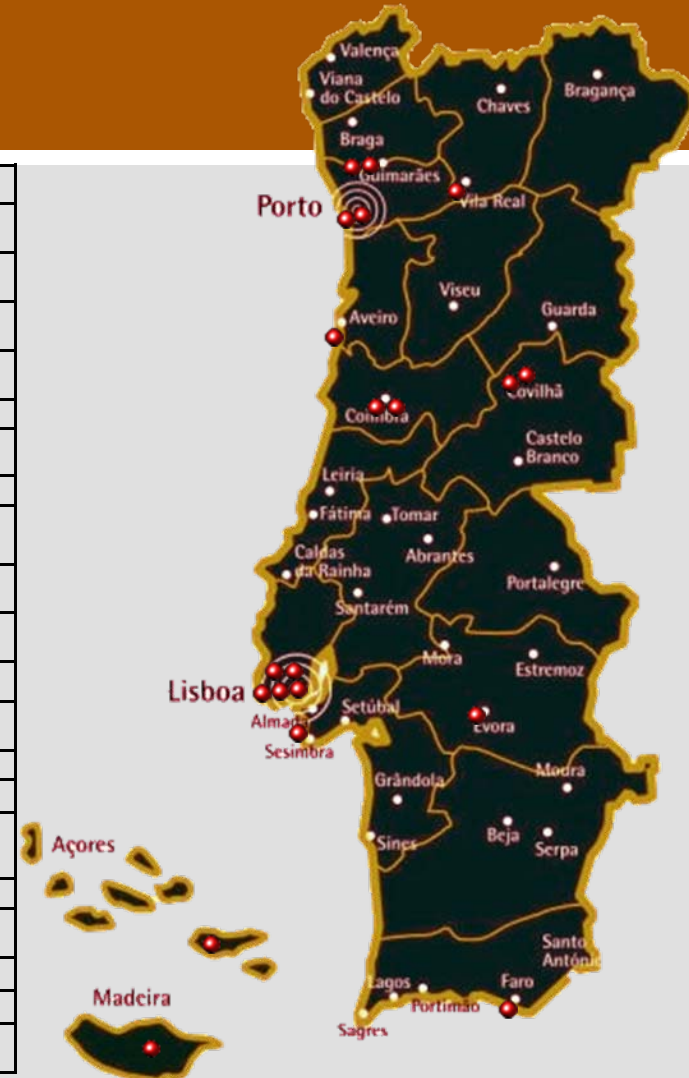 Valença
Viana
do Castelo
Chaves
Bragança
Braga
Guimarães
Vila Real
Porto
Viseu
Aveiro
Guarda
Covilhã
Coimbra
Castelo
Branco
Leiria
Fátima
Tomar
Abrantes
Caldas
da Rainha
Portalegre
Santarém
Mora
Estremoz
Lisboa
Setúbal
Almada
Évora
Sesimbra
Grândola
Moura
Sines
Beja
Serpa
Açores
Santo
António
Lagos
Faro
Madeira
Portimão
Sagres